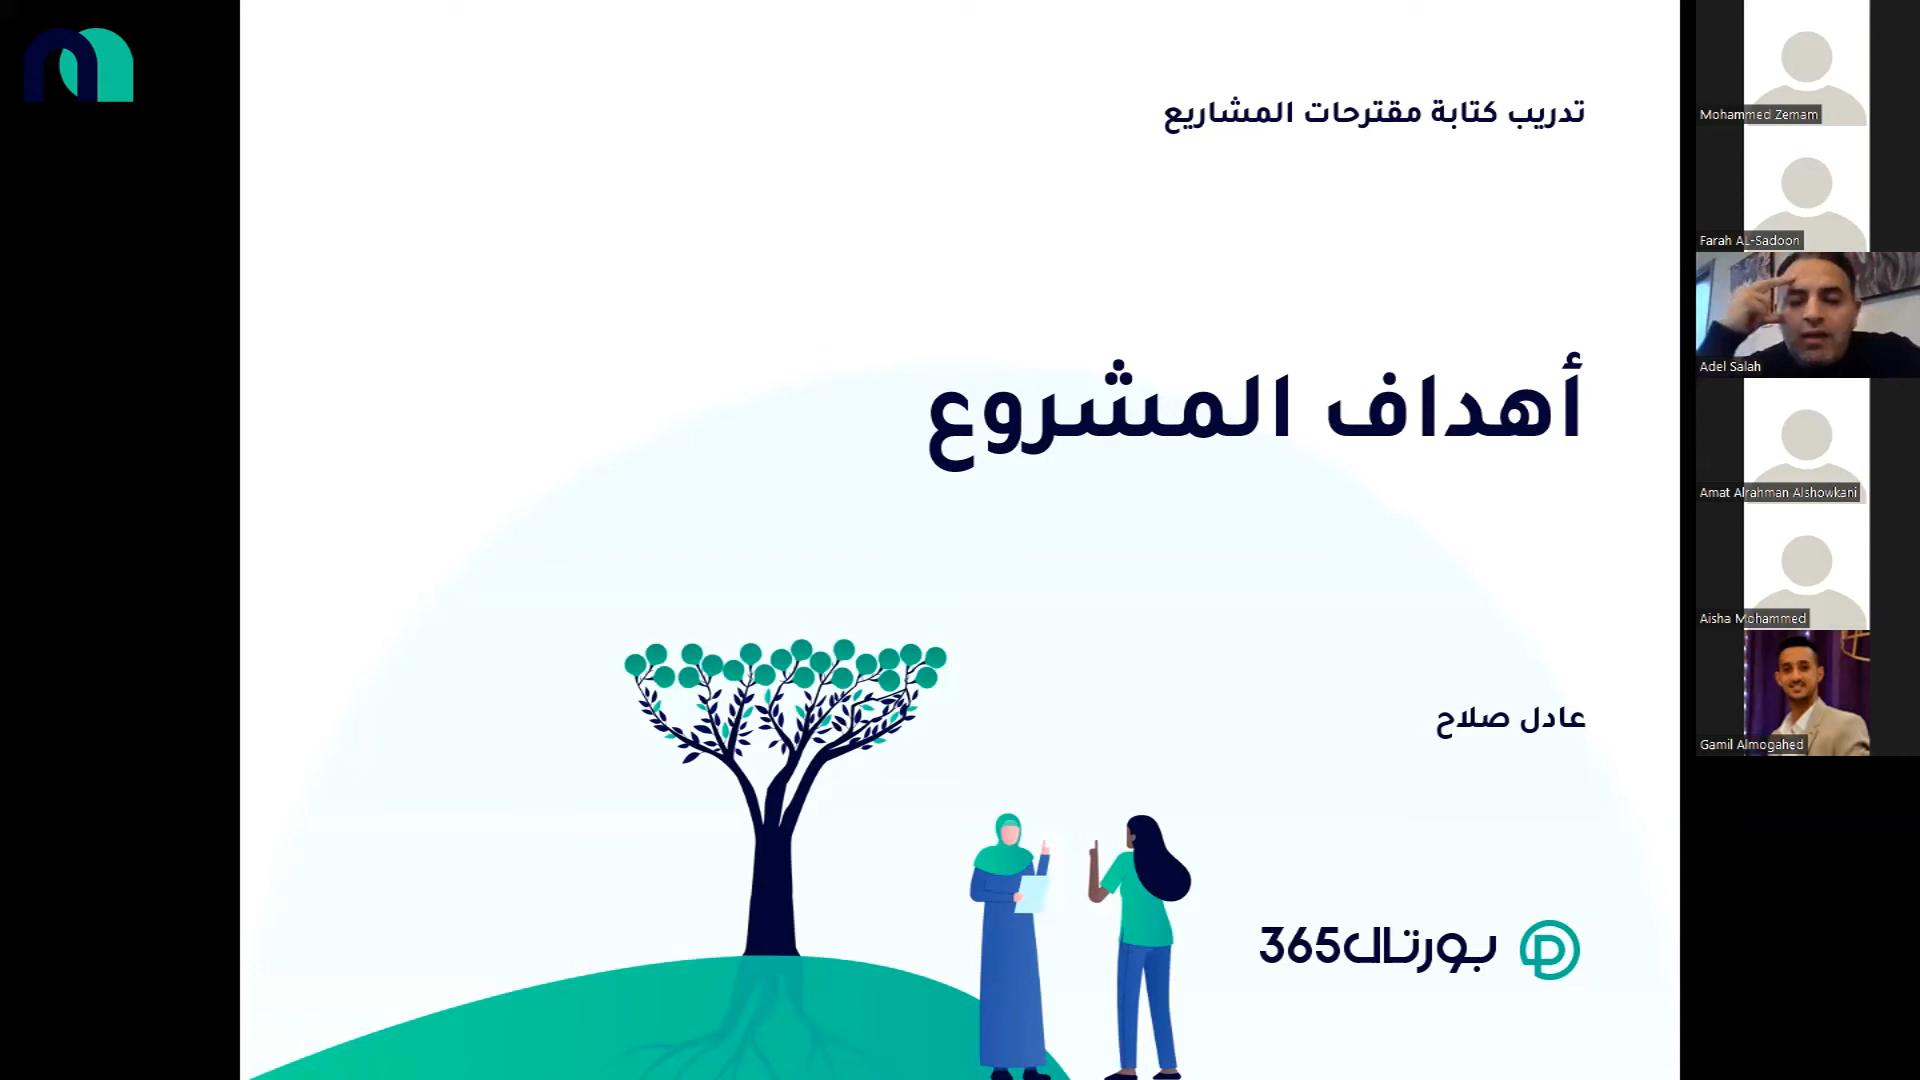 تدريب كتابة مقترحات المشاريع
أهداف المشروع
عادل صلاح
بورتال365
Mohammed Zemam
Farah AL-Sadoon
Adel Salah
Amat Alrahman Alshowkani
Aisha Mohammed
Gamil Almogahed